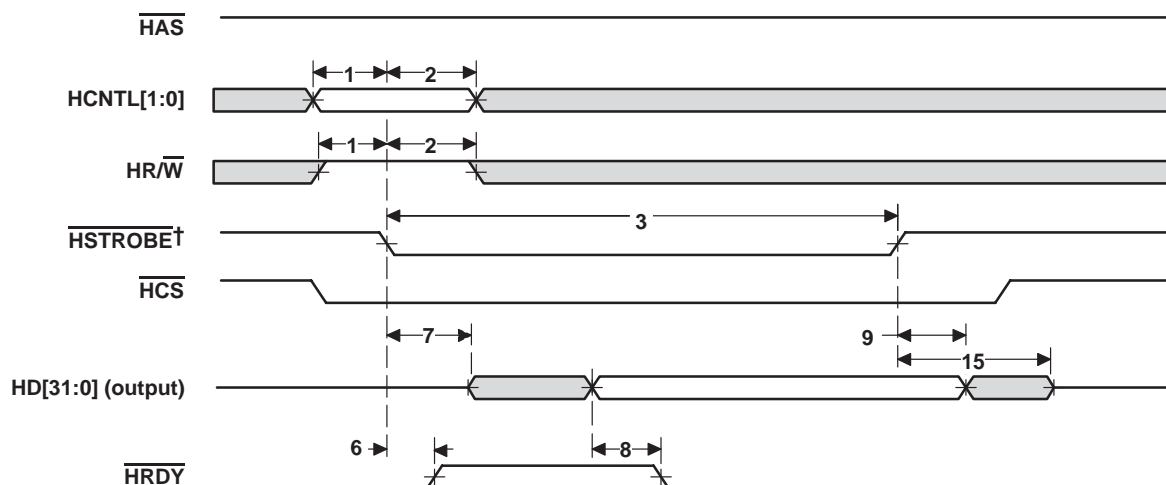 HAS
1 2
HCNTL[1:0]
1 2
HR/W
3
HSTROBE†
HCS
7 9
15
HD[31:0] (output)
6 8
HRDY